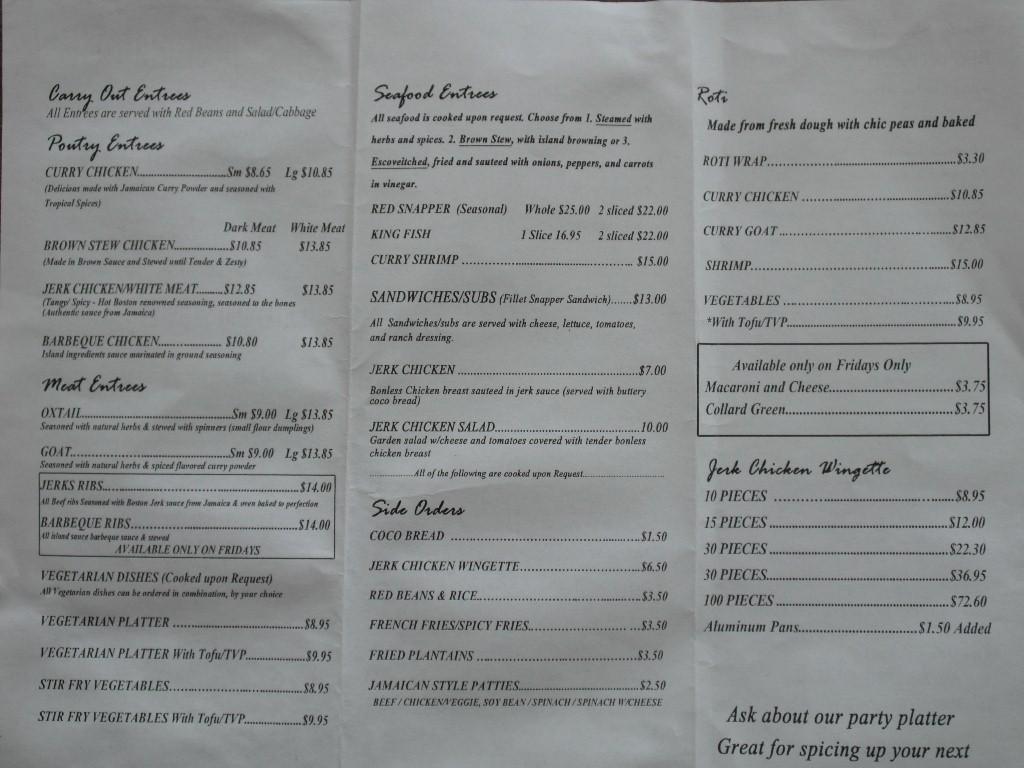 Carry Out Entrees
All Entrees are served with Red Beans and Salad/Cabbage
Poutry Entrees
CURRY CHICKEN..........................Sm $8.65 Lg $10.85
(Delicious made with Jamaican Curry Powder and seasoned with
Tropical Spices)
Dark Meat White Meat
BROWN STEW CHICKEN................$10.85 $13.85
(Made in Brown Sauce and Stewed until Tender & Zesty)
JERK CHICKEN/WHITE MEAT.........$12.85 $13.85
(Tangy/ Spicy - Hot Boston renowned seasoning, seasoned to the bones
(Authentic sauce from Jamaica)
BARBEQUE CHICKEN.................. $10.80 $13.85
Island ingredients sauce marinated in ground seasoning
Meat Entrees
OXTAIL...........................................Sm $9.00 Lg $13.85
Seasoned with natural herbs & stewed with spinners (small flour dumplings)
GOAT..............................................Sm $9.00 Lg $13.85
Seasoned with natural herbs & spiced flavored curry powder
JERKS RIBS.......................................................$14.00
All Beef ribs Seasoned with Boston Jerk sauce from Jamaica & oven baked to perfection
BARBEQUE RIBS...............................................$14.00
All island sauce barbeque sauce & stewed
AVAILABLE ONLY ON FRIDAYS
VEGETARIAN DISHES (Cooked upon Request)
All Vegetarian dishes can be ordered in combination, by your choice
VEGETARIAN PLATTER ....................................$8.95
VEGETARIAN PLATTER With Tofu/TVP.................$9.95
STIR FRY VEGETABLES.....................................$8.95
STIR FRY VEGETABLES With Tofu/TVP................$9.95
Seafood Entrees
All seafood is cooked upon request. Choose from 1. Steamed with
herbs and spices. 2. Brown Stew, with island browning or 3.
Escoveitched, fried and sauteed with onions, peppers, and carrots
in vinegar.
RED SNAPPER (Seasonal) Whole $25.00 2 sliced $22.00
KING FISH 1 Slice 16.95 2 sliced $22.00
CURRY SHRIMP ................................................ $15.00
SANDWICHES/SUBS (Fillet Snapper Sandwich).......$13.00
All Sandwiches/subs are served with cheese, lettuce, tomatoes,
and ranch dressing.
JERK CHICKEN ...................................................$7.00
Bonless Chicken breast sauteed in jerk sauce (served with buttery
coco bread)
JERK CHICKEN SALAD........................................10.00
Garden salad w/cheese and tomatoes covered with tender bonless
chicken breast
...............All of the following are cooked upon Request...........................
Side Orders
COCO BREAD ....................................................$1.50
JERK CHICKEN WINGETTE..................................$6.50
RED BEANS & RICE............................................$3.50
FRENCH FRIES/SPICY FRIES...............................$3.50
FRIED PLANTAINS .............................................$3.50
JAMAICAN STYLE PATTIES..................................$2.50
BEEF / CHICKEN/VEGGIE, SOY BEAN / SPINACH / SPINACH W/CHEESE
Roti
Made from fresh dough with chic peas and baked
ROTI WRAP...................................................$3.30
CURRY CHICKEN .........................................$10.85
CURRY GOAT ..............................................$12.85
SHRIMP.......................................................$15.00
VEGETABLES ...............................................$8.95
*With Tofu/TVP..............................................$9.95
Available only on Fridays Only
Macaroni and Cheese..................................$3.75
Collard Green.............................................$3.75
Jerk Chicken Wingette
10 PIECES ................................................$8.95
15 PIECES ................................................$12.00
30 PIECES ................................................$22.30
30 PIECES.................................................$36.95
100 PIECES ..............................................$72.60
Aluminum Pans................................$1.50 Added
Ask about our party platter
Great for spicing up your next